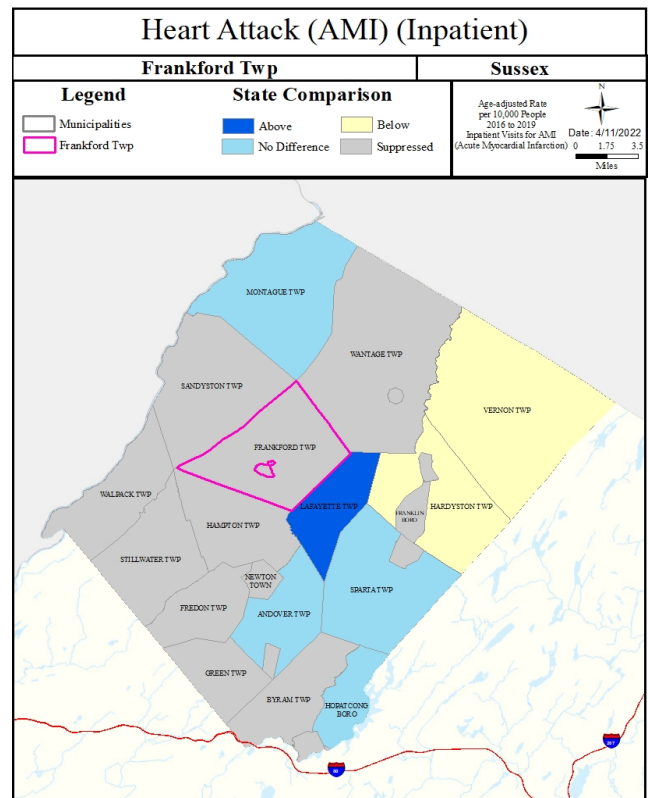 Heart Attack (AMI) (Inpatient)
Frankford Twp
Sussex
Legend
Municipalities
Frankford Twp
State Comparison
Above
Below
No Difference
Suppressed
Age-adjusted Rate
per 10,000 People
2016 to 2019
Inpatient Visits for AMI
(Acute Myocardial Infarction)
N
Date: 4/11/2022
0 1.75 3.5
Miles
MONTAGUE TWP
WANTAGE TWP
SANDYSTON TWP
VERNON TWP
FRANKFORD TWP
WALPACK TWP
LAFAYETTE TWP
HARDYSTON TWP
FRANKLIN
BORO
HAMPTON TWP
STILLWATER TWP
NEWTON
TOWN
SPARTA TWP
FREDON TWP
ANDOVER TWP
GREEN TWP
BYRAM TWP
HOPATCONG
BORO
80
287